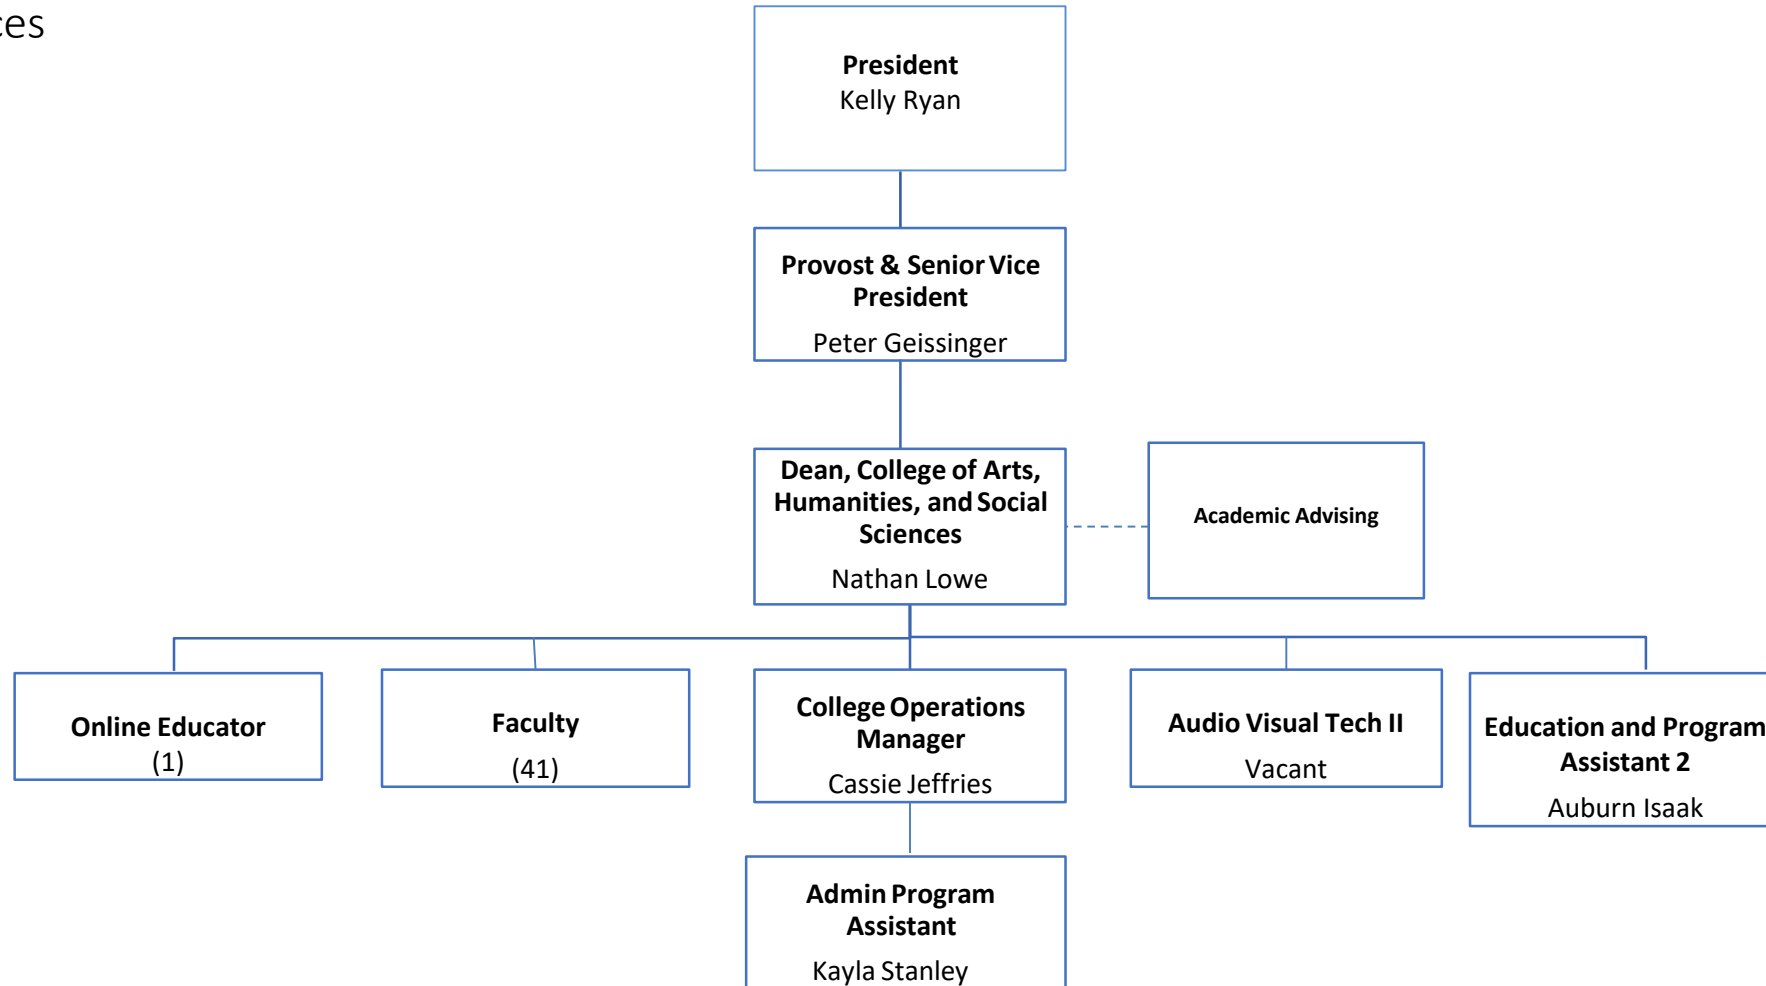 President
Kelly Ryan
Provost & Senior Vice
President
Peter Geissinger
Dean, College of Arts,
Humanities, and Social
Sciences
Nathan Lowe
Academic Advising
Online Educator
(1)
Faculty
(41)
College Operations
Manager
Cassie Jeffries
Audio Visual Tech II
Vacant
Education and Program
Assistant 2
Auburn Isaak
Admin Program
Assistant
Kayla Stanley